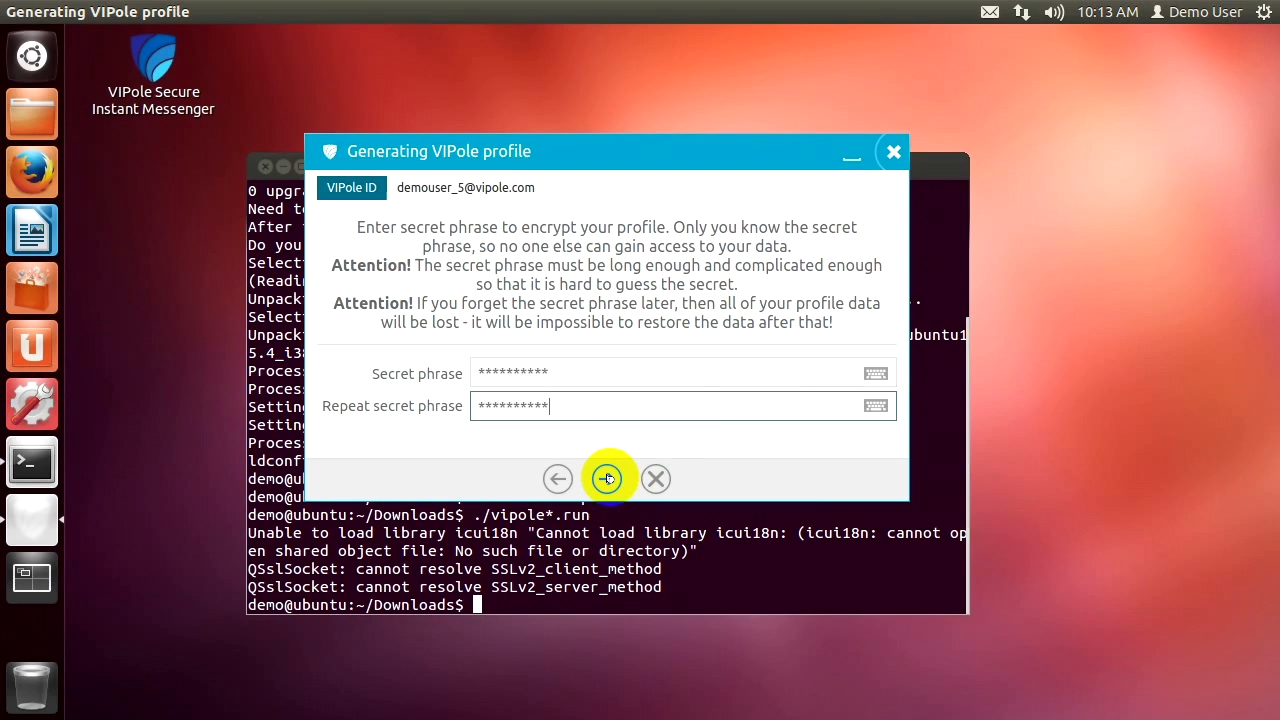 Generating VIPole profile
10:13 AM
Demo User
VIPole Secure
Instant Messenger
Generating VIPole profile
VIPole ID
demouser_5@vipole.com
Enter secret phrase to encrypt your profile. Only you know the secret
phrase, so no one else can gain access to your data.
Attention! The secret phrase must be long enough and complicated enough
so that it is hard to guess the secret.
Attention! If you forget the secret phrase later, then all of your profile data
will be lost - it will be impossible to restore the data after that!
Secret phrase
**********
Repeat secret phrase
**********
0 upgra
Need to
After
Do you
Select
(Readin
Unpack
..
Select
Unpack
ubuntu1
5.4_i38
Proces
Proces
Settin
Settin
Proces
ldconf
demo@u
demo@u
demo@ubuntu:~/Downloads$ ./vipole*.run
Unable to load library icui18n "Cannot load library icui18n: (icui18n: cannot op
en shared object file: No such file or directory)"
QSslSocket: cannot resolve SSLv2_client_method
QSslSocket: cannot resolve SSLv2_server_method
demo@ubuntu:~/Downloads$